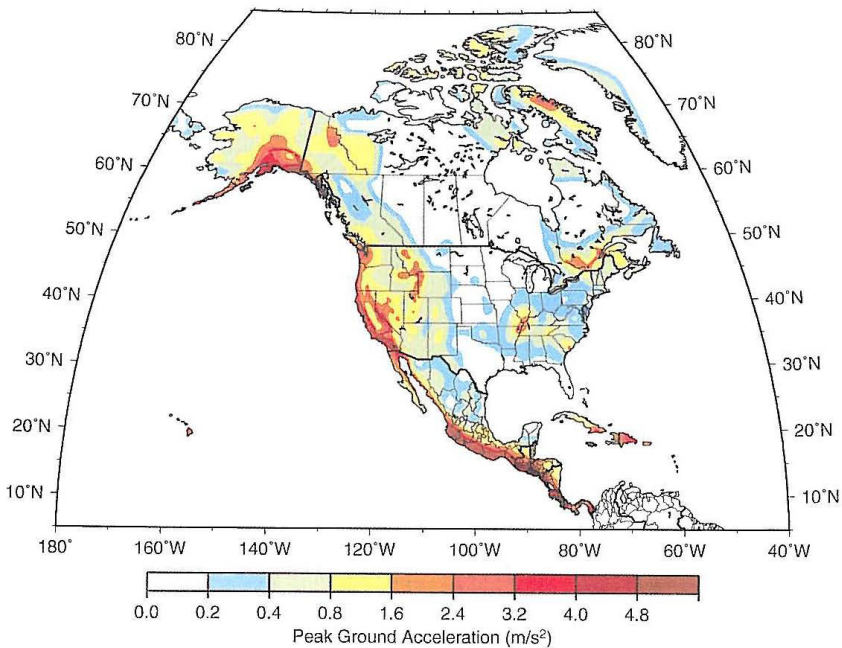 80°N 80°N
70°N 70°N
60°N 60°N
50°N 50°N
40°N 40°N
30°N 30°N
20°N 20°N
10°N 10°N
180° 160°W 140°W 120°W 100°W 80°W 60°W 40°W
0.0 0.2 0.4 0.8 1.6 2.4 3.2 4.0 4.8
Peak Ground Acceleration (m/s²)